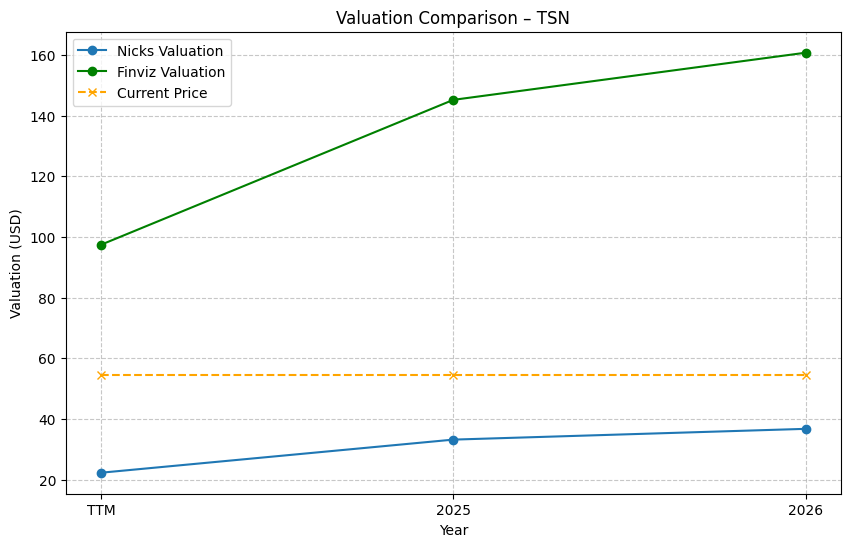 Valuation Comparison – TSN
Nicks Valuation
Finviz Valuation
Current Price
Valuation (USD)
160
140
120
100
80
60
40
20
TTM
2025
2026
Year